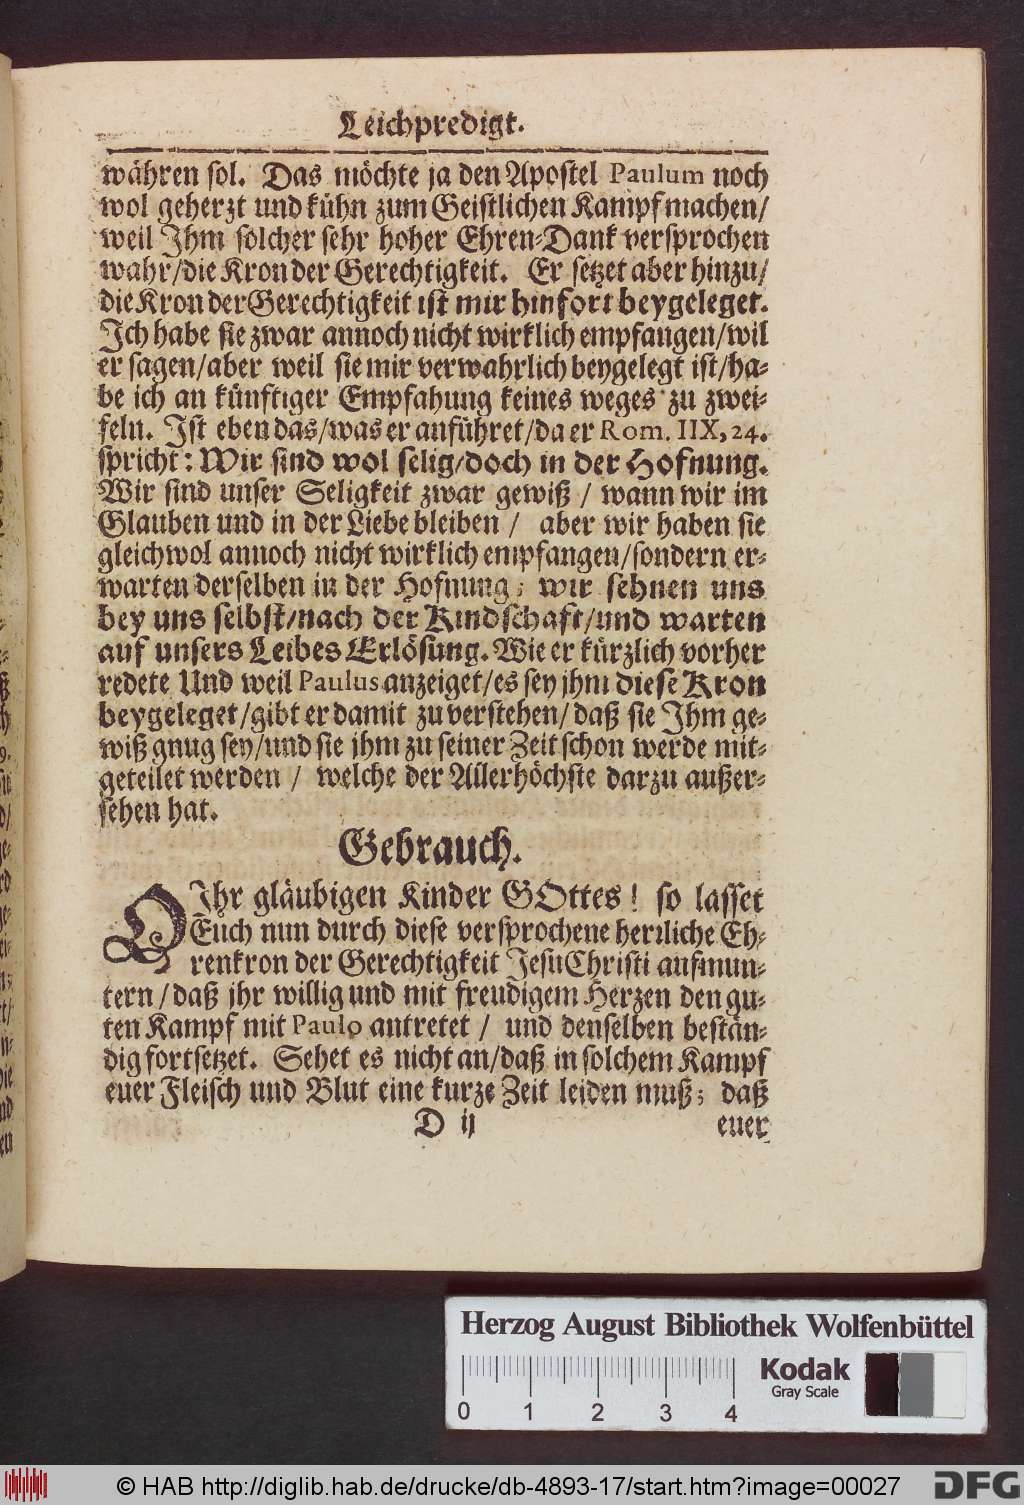 Leichpredigt.
währen sol. Das möchte ja den Apostel Paulum noch
wol geherzt und kühn zum Geistlichen Kampf machen/
weil Ihm solcher sehr hoher Ehren-Dank versprochen
wahr/die Kron der Gerechtigkeit. Er setzet aber hinzu/
die Kron der Gerechtigkeit ist mir hinfort beygeleget.
Ich habe sie zwar annoch nicht wirklich empfangen/wil
er sagen/aber weil sie mir verwahrlich beygelegt ist/ha-
be ich an künftiger Empfahung keines weges zu zwei-
feln. Ist eben das/was er anführet/da er Rom. IIX, 24.
spricht: Wir sind wol selig/doch in der Hofnung.
Wir sind unser Seligkeit zwar gewiß / wann wir im
Glauben und in der Liebe bleiben / aber wir haben sie
gleichwol annoch nicht wirklich empfangen/sondern er-
warten derselben in der Hofnung; wir sehnen uns
bey uns selbst/nach der Kindschaft/und warten
auf unsers Leibes Erlösung. Wie er kürzlich vorher
redete Und weil Paulus anzeiget/es sey jhm diese Kron
beygeleget/gibt er damit zu verstehen/daß sie Ihm ge-
wiß gnug sey/und sie jhm zu seiner Zeit schon werde mit-
geteilet werden / welche der Allerhöchste darzu außer-
sehen hat.
Gebrauch.
O Ihr gläubigen Kinder GOttes! so lasset
Euch nun durch diese versprochene herrliche Eh-
renkron der Gerechtigkeit Jesu Christi aufmun-
tern/daß jhr willig und mit freudigem Herzen den gu-
ten Kampf mit Paulo antretet / und denselben bestän-
dig fortsetzet. Sehet es nicht an/daß in solchem Kampf
euer Fleisch und Blut eine kurze Zeit leiden muß; daß
D ij euer
Herzog August Bibliothek Wolfenbüttel
Kodak
Gray Scale
0 1 2 3 4
© HAB http://diglib.hab.de/drucke/db-4893-17/start.htm?image=00027
DFG